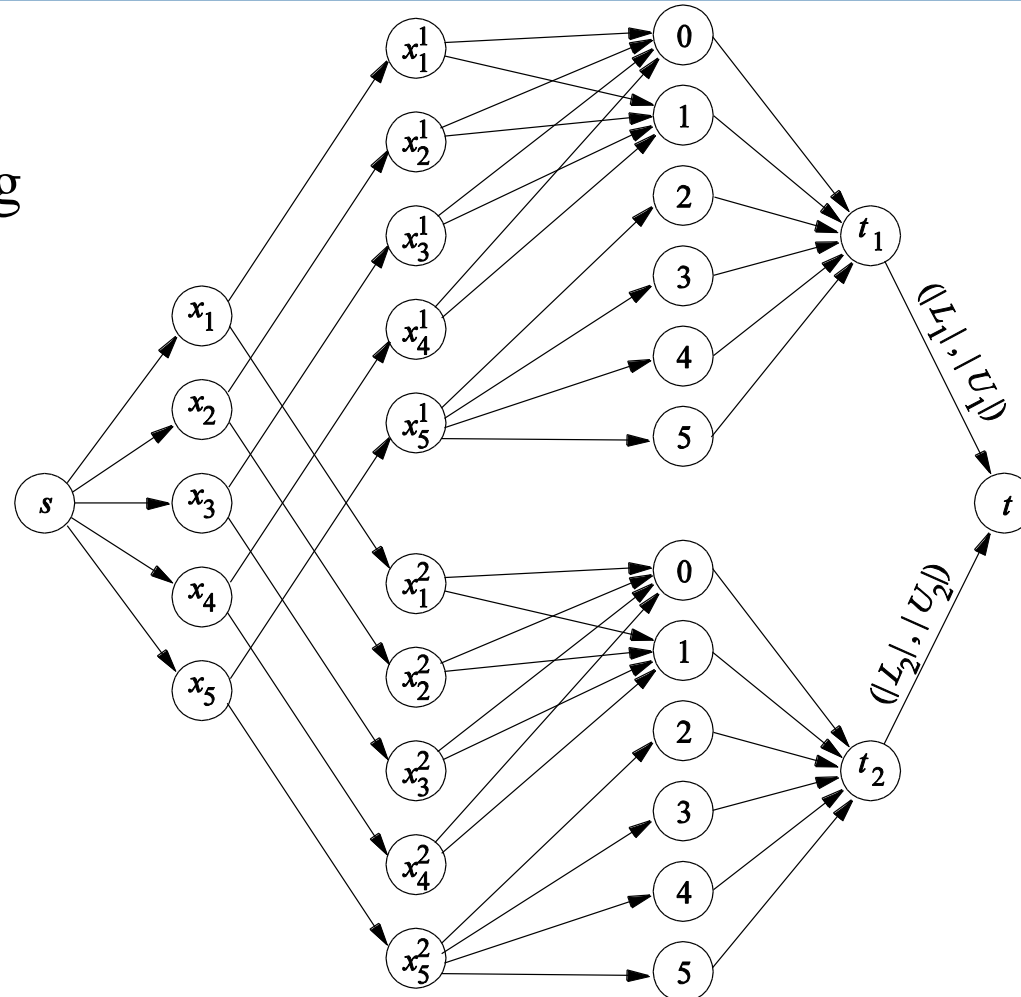 g
s
x_1
x_2
x_3
x_4
x_5
x_1^1
x_2^1
x_3^1
x_4^1
x_5^1
x_1^2
x_2^2
x_3^2
x_4^2
x_5^2
0
1
2
3
4
5
0
1
2
3
4
5
t_1
t_2
(|L_1|, |U_1|)
(|L_2|, |U_2|)
t